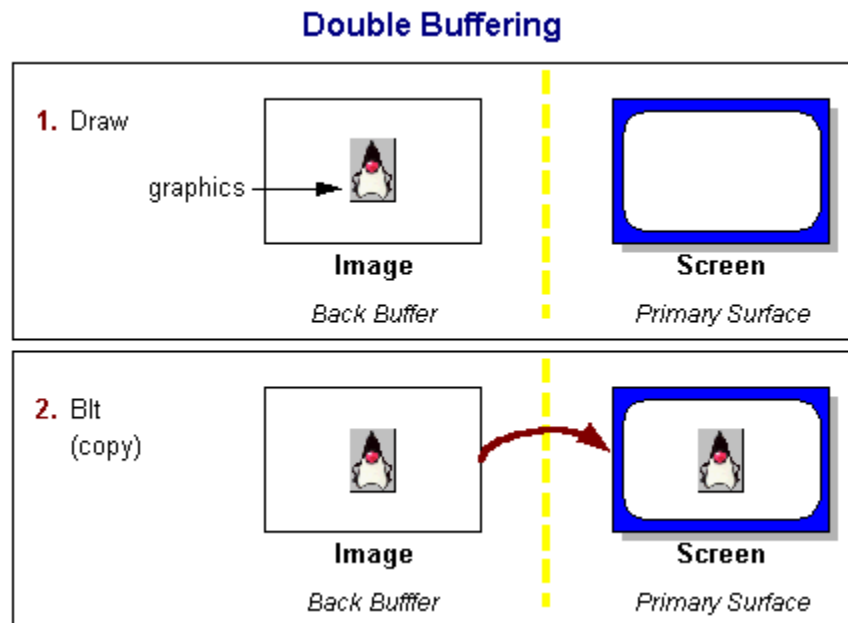 Double Buffering
1. Draw
graphics
Image
Screen
Back Buffer
Primary Surface
2. Blt
(copy)
Image
Screen
Back Bufffer
Primary Surface